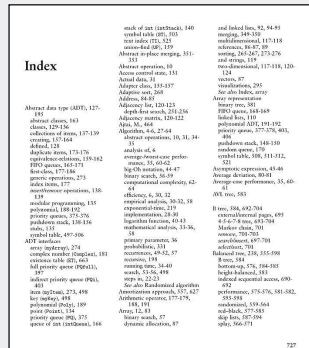 Index
Abstract data type (ADT), 127-
195
abstract classes, 163
classes, 129-136
collections of items, 137-139
creating, 157-164
defined, 128
duplicate items, 173-176
equivalence-relations, 159-162
FIFO queues, 165-171
first-class, 177-186
generic operations, 273
index items, 177
insert/remove operations, 138-
139
modular programming, 135
polynomial, 188-192
priority queues, 375-376
pushdown stack, 138-156
stubs, 135
symbol table, 497-506
ADT interfaces
array (myArray), 274
complex number (Complex), 181
existence table (ET), 663
full priority queue (PQfull),
397
indirect priority queue (PQi),
403
item (myItem), 273, 498
key (myKey), 498
polynomial (Poly), 189
point (Point), 134
priority queue (PQ), 375
queue of int (intQueue), 166
stack of int (intStack), 140
symbol table (ST), 503
text index (TI), 525
union-find (UF), 159
Abstract in-place merging, 351-
353
Abstract operation, 10
Access control state, 131
Actual data, 31
Adapter class, 155-157
Adaptive sort, 268
Address, 84-85
Adjacency list, 120-123
depth-first search, 251-256
Adjacency matrix, 120-122
Ajtai, M., 464
Algorithm, 4-6, 27-64
abstract operations, 10, 31, 34-
35
analysis of, 6
average-/worst-case perfor-
mance, 35, 60-62
big-Oh notation, 44-47
binary search, 56-59
computational complexity, 62-
64
efficiency, 6, 30, 32
empirical analysis, 30-32, 58
exponential-time, 219
implementation, 28-30
logarithm function, 40-43
mathematical analysis, 33-36,
58
primary parameter, 36
probabilistic, 331
recurrences, 49-52, 57
recursive, 198
running time, 34-40
search, 53-56, 498
steps in, 22-23
See also Randomized algorithm
Amortization approach, 557, 627
Arithmetic operator, 177-179,
188, 191
Array, 12, 83
binary search, 57
dynamic allocation, 87
and linked lists, 92, 94-95
merging, 349-350
multidimensional, 117-118
references, 86-87, 89
sorting, 265-267, 273-276
and strings, 119
two-dimensional, 117-118, 120-
124
vectors, 87
visualizations, 295
See also Index, array
Array representation
binary tree, 381
FIFO queue, 168-169
linked lists, 110
polynomial ADT, 191-192
priority queue, 377-378, 403,
406
pushdown stack, 148-150
random queue, 170
symbol table, 508, 511-512,
521
Asymptotic expression, 45-46
Average deviation, 80-81
Average-case performance, 35, 60-
61
AVL tree, 583
B tree, 584, 692-704
external/internal pages, 695
4-5-6-7-8 tree, 693-704
Markov chain, 701
remove, 701-703
search/insert, 697-701
select/sort, 701
Balanced tree, 238, 555-598
B tree, 584
bottom-up, 576, 584-585
height-balanced, 583
indexed sequential access, 690-
692
performance, 575-576, 581-582,
595-598
randomized, 559-564
red-black, 577-585
skip lists, 587-594
splay, 566-571
727